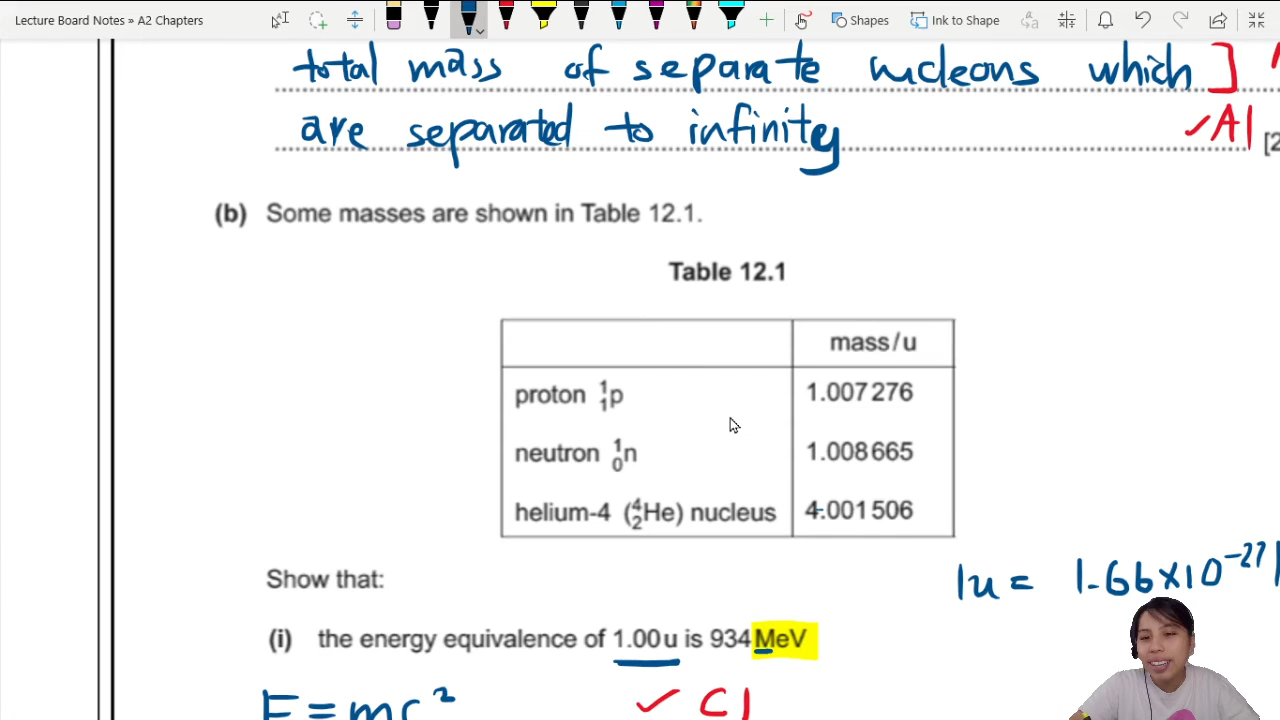 Lecture Board Notes » A2 Chapters
Shapes
Ink to Shape
total mass of separate nucleons which ]
are separated to infinity ✓A1
[2
(b) Some masses are shown in Table 12.1.
Table 12.1
mass/u
proton ¹₁p 1.007276
neutron ¹₀n 1.008665
helium-4 (⁴₂He) nucleus 4.001506
Show that:
1u = 1.66×10⁻²⁷
(i) the energy equivalence of 1.00u is 934 MeV
E = mc² ✓ C1